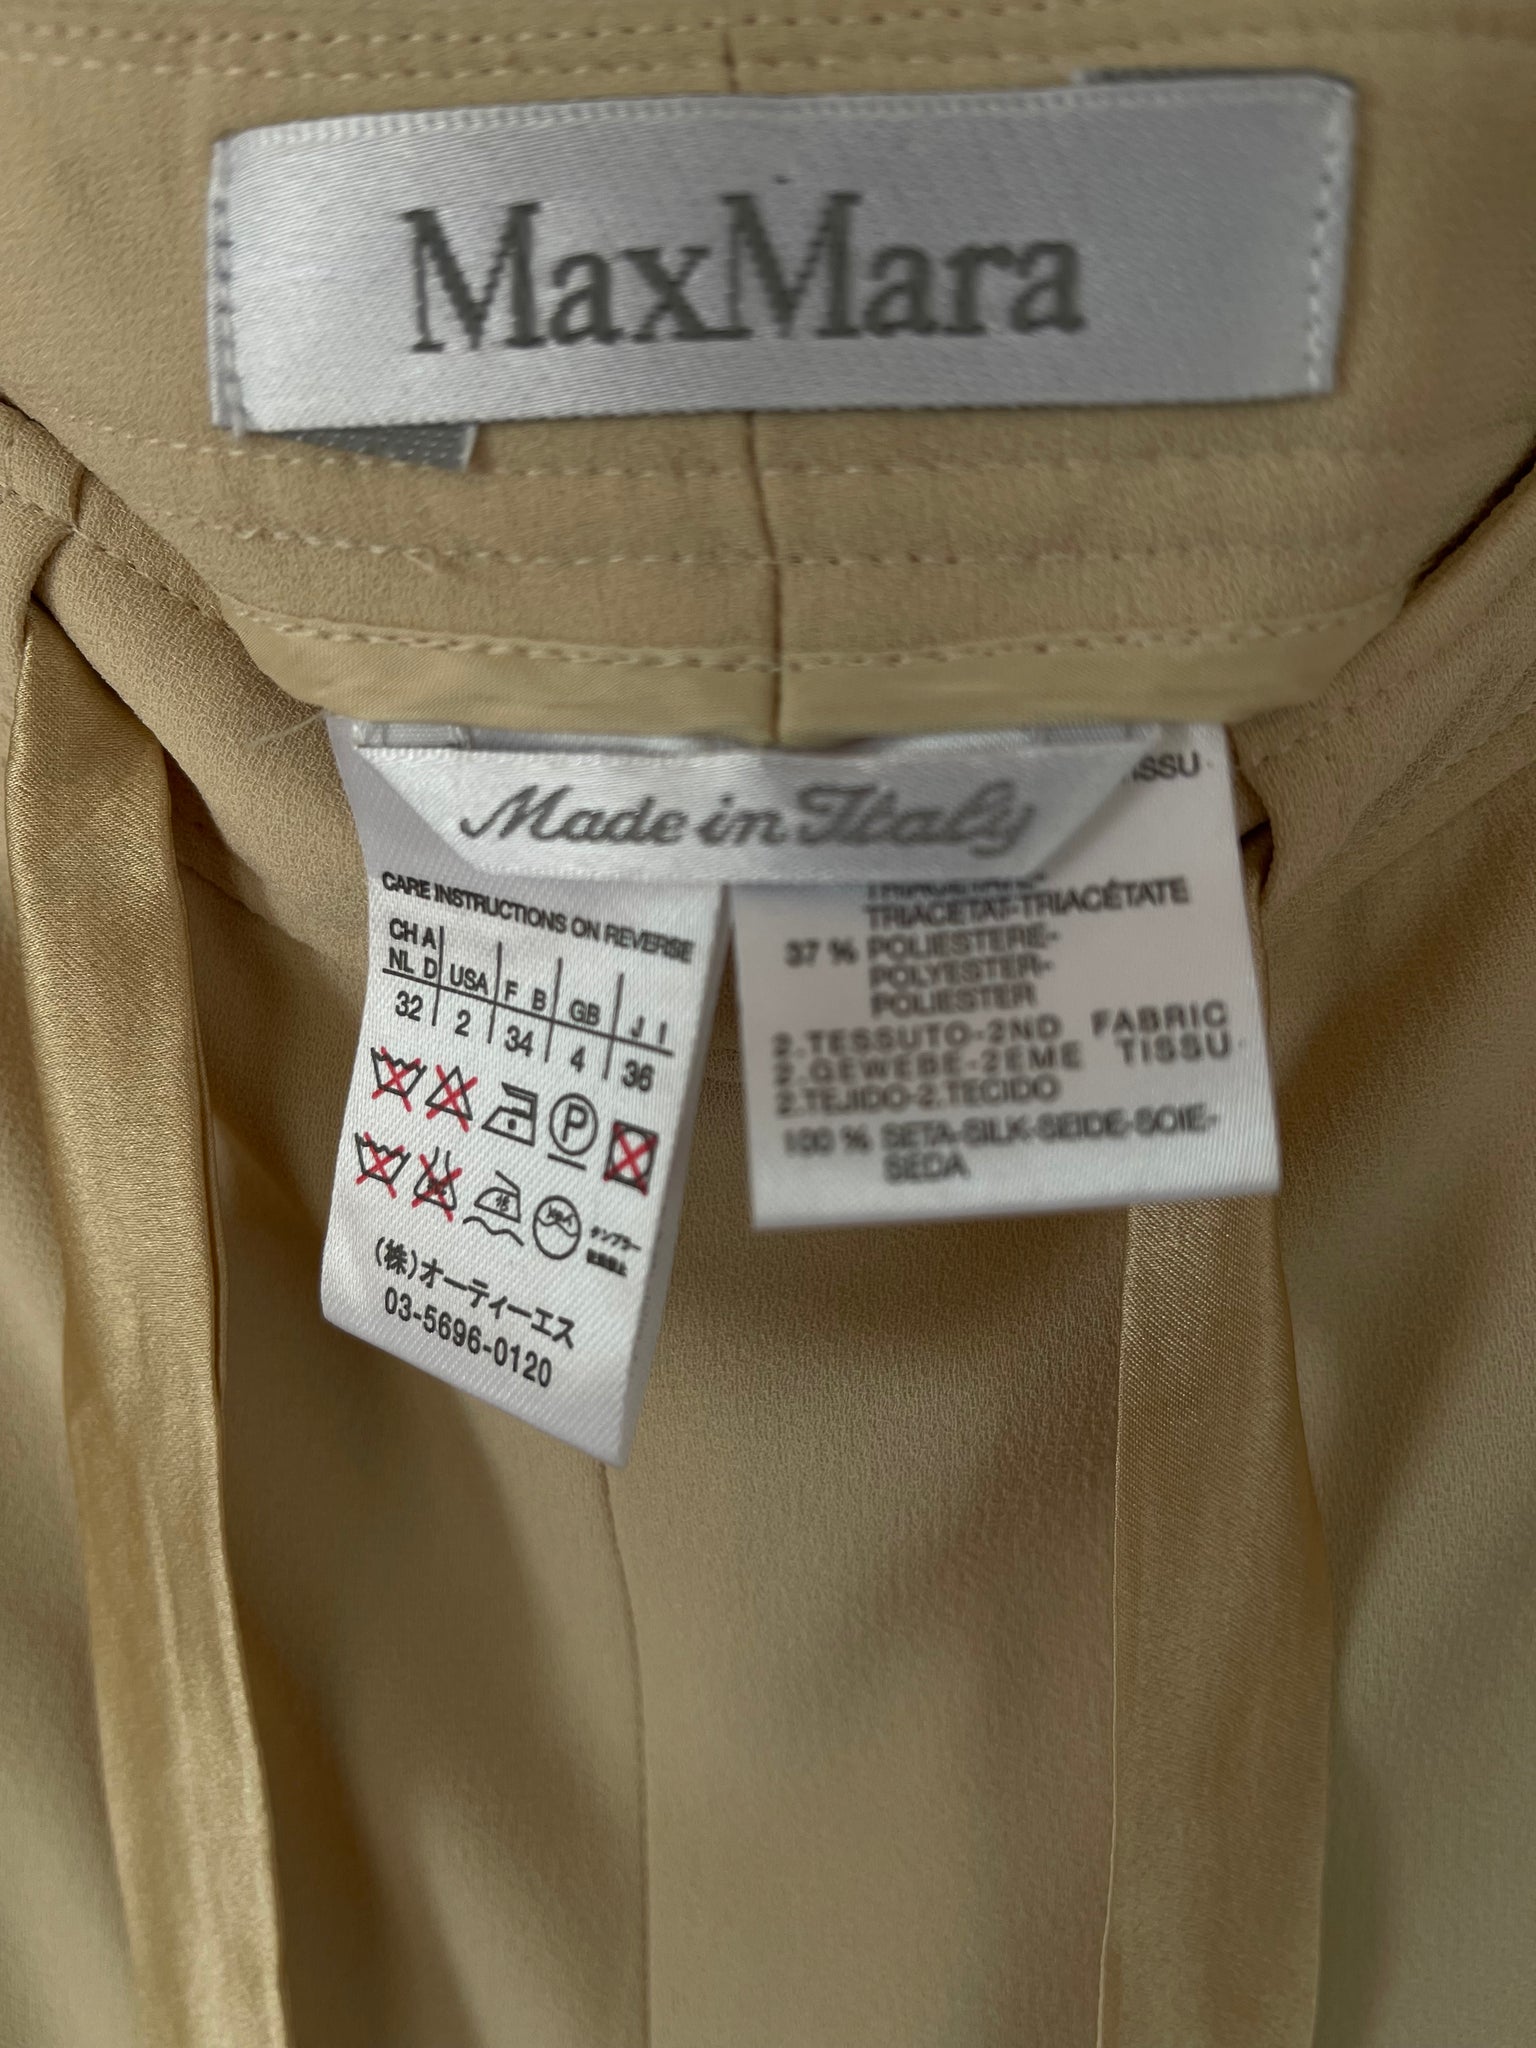 MaxMara
Made in Italy
CARE INSTRUCTIONS ON REVERSE
CH A
NL D USA F B GB J I
32 2 34 4 36
P
(株)オーティーエス
03-5696-0120
TRIACETAT-TRIACÉTATE
37 % POLIESTERE-
POLYESTER-
POLIESTER
2.TESSUTO-2ND FABRIC
2.GEWEBE-2EME TISSU
2.TEJIDO-2.TECIDO
100 % SETA-SILK-SEIDE-SOIE-
SEDA